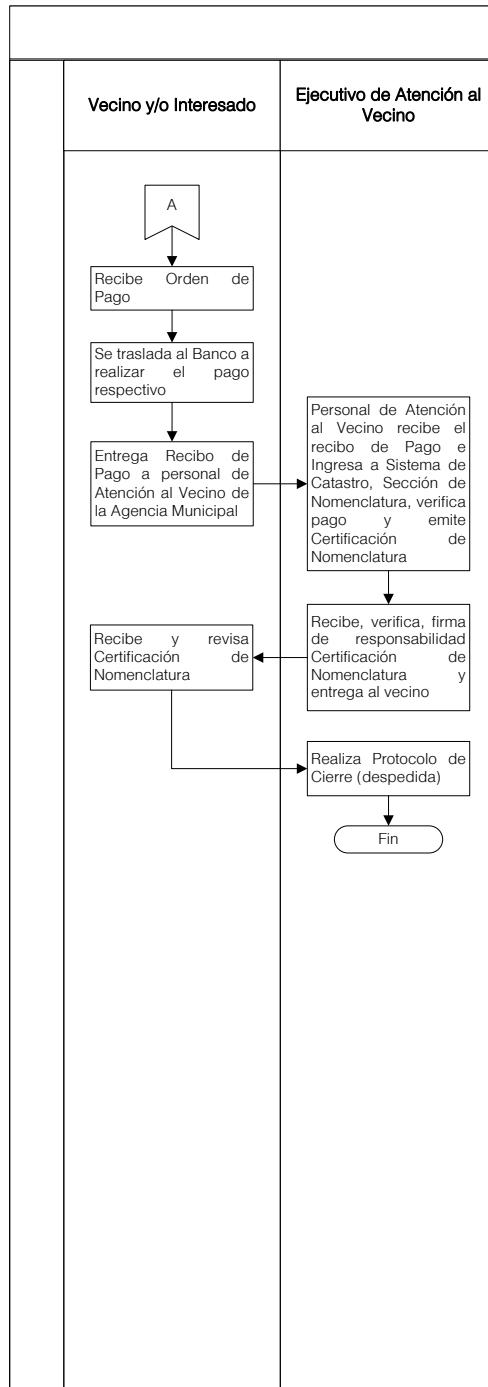 Vecino y/o Interesado
Ejecutivo de Atención al
Vecino
A
Recibe Orden de
Pago
Se traslada al Banco a
realizar el pago
respectivo
Entrega Recibo de
Pago a personal de
Atención al Vecino de
la Agencia Municipal
Personal de Atención
al Vecino recibe el
recibo de Pago e
Ingresa a Sistema de
Catastro, Sección de
Nomenclatura, verifica
pago y emite
Certificación de
Nomenclatura
Recibe, verifica, firma
de responsabilidad
Certificación de
Nomenclatura y
entrega al vecino
Recibe y revisa
Certificación de
Nomenclatura
Realiza Protocolo de
Cierre (despedida)
Fin